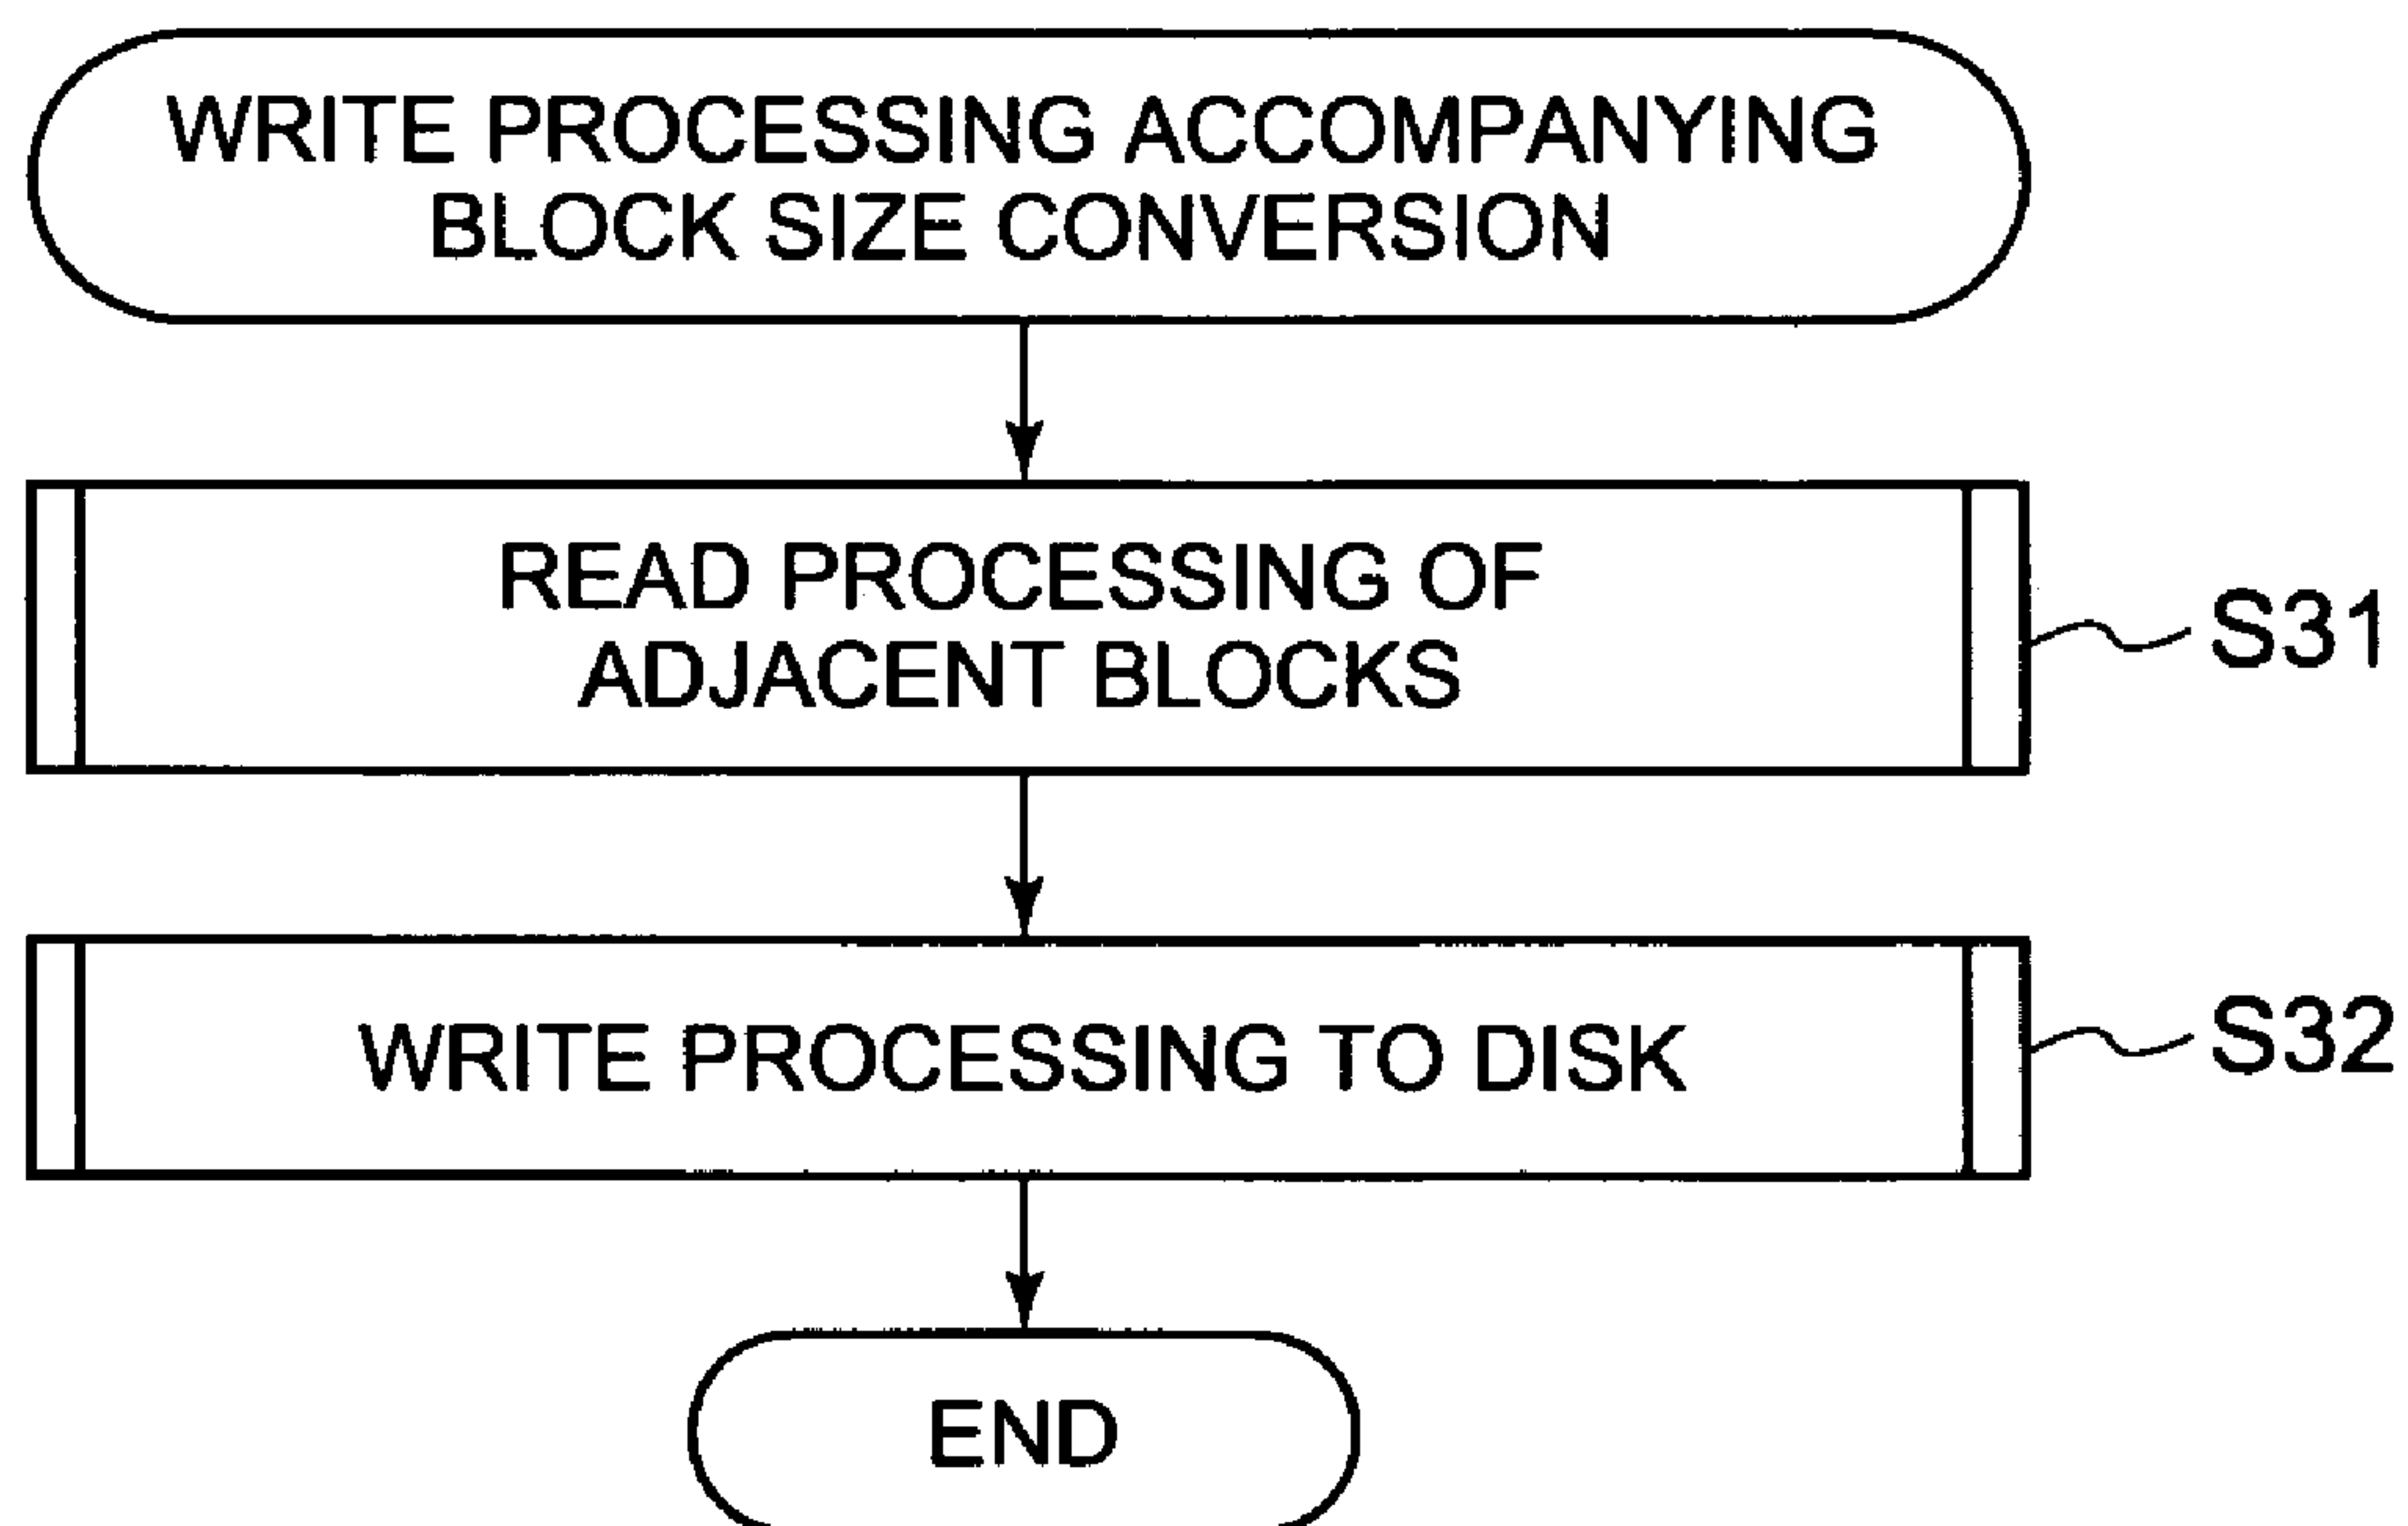 WRITE PROCESSING ACCOMPANYING
BLOCK SIZE CONVERSION
READ PROCESSING OF
ADJACENT BLOCKS
S31
WRITE PROCESSING TO DISK
S32
END